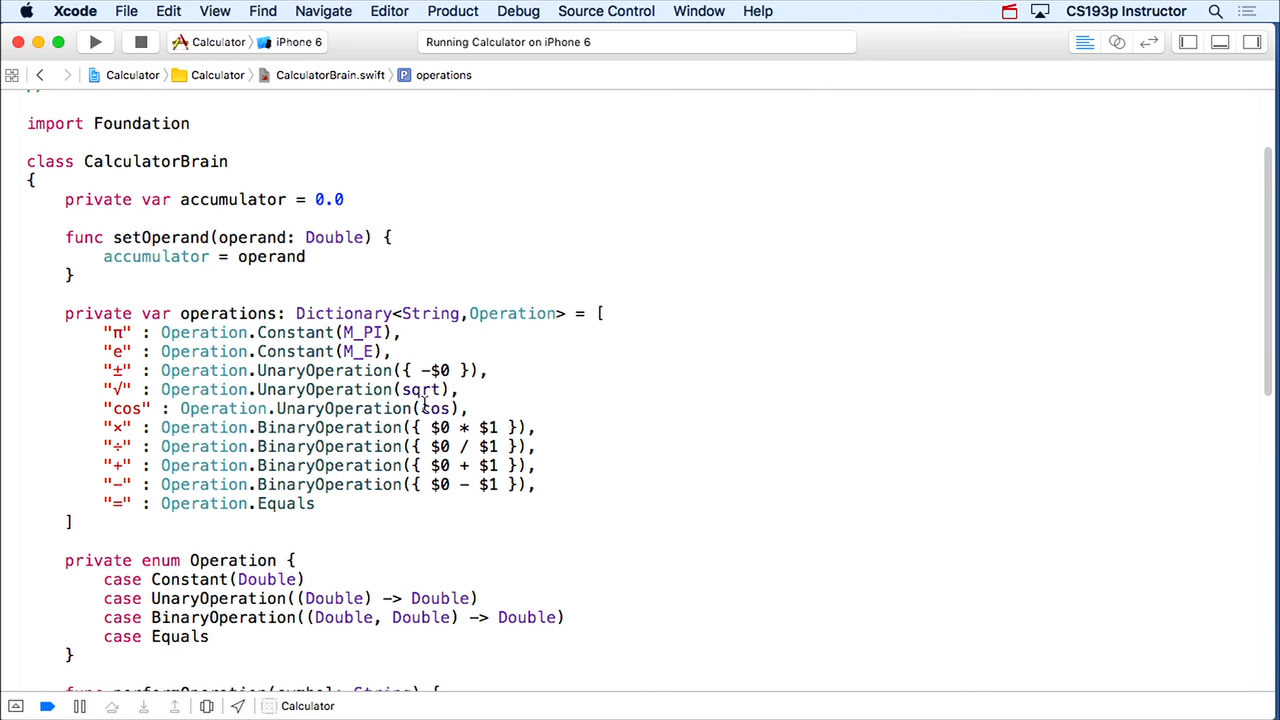 Xcode File Edit View Find Navigate Editor Product Debug Source Control Window Help CS193p Instructor
Calculator iPhone 6 Running Calculator on iPhone 6
Calculator Calculator CalculatorBrain.swift P operations
//
import Foundation
class CalculatorBrain
{
private var accumulator = 0.0
func setOperand(operand: Double) {
accumulator = operand
}
private var operations: Dictionary<String,Operation> = [
"π" : Operation.Constant(M_PI),
"e" : Operation.Constant(M_E),
"±" : Operation.UnaryOperation({ -$0 }),
"√" : Operation.UnaryOperation(sqrt),
"cos" : Operation.UnaryOperation(cos),
"×" : Operation.BinaryOperation({ $0 * $1 }),
"÷" : Operation.BinaryOperation({ $0 / $1 }),
"+" : Operation.BinaryOperation({ $0 + $1 }),
"−" : Operation.BinaryOperation({ $0 - $1 }),
"=" : Operation.Equals
]
private enum Operation {
case Constant(Double)
case UnaryOperation((Double) -> Double)
case BinaryOperation((Double, Double) -> Double)
case Equals
}
func performOperation(symbol: String) {
Calculator